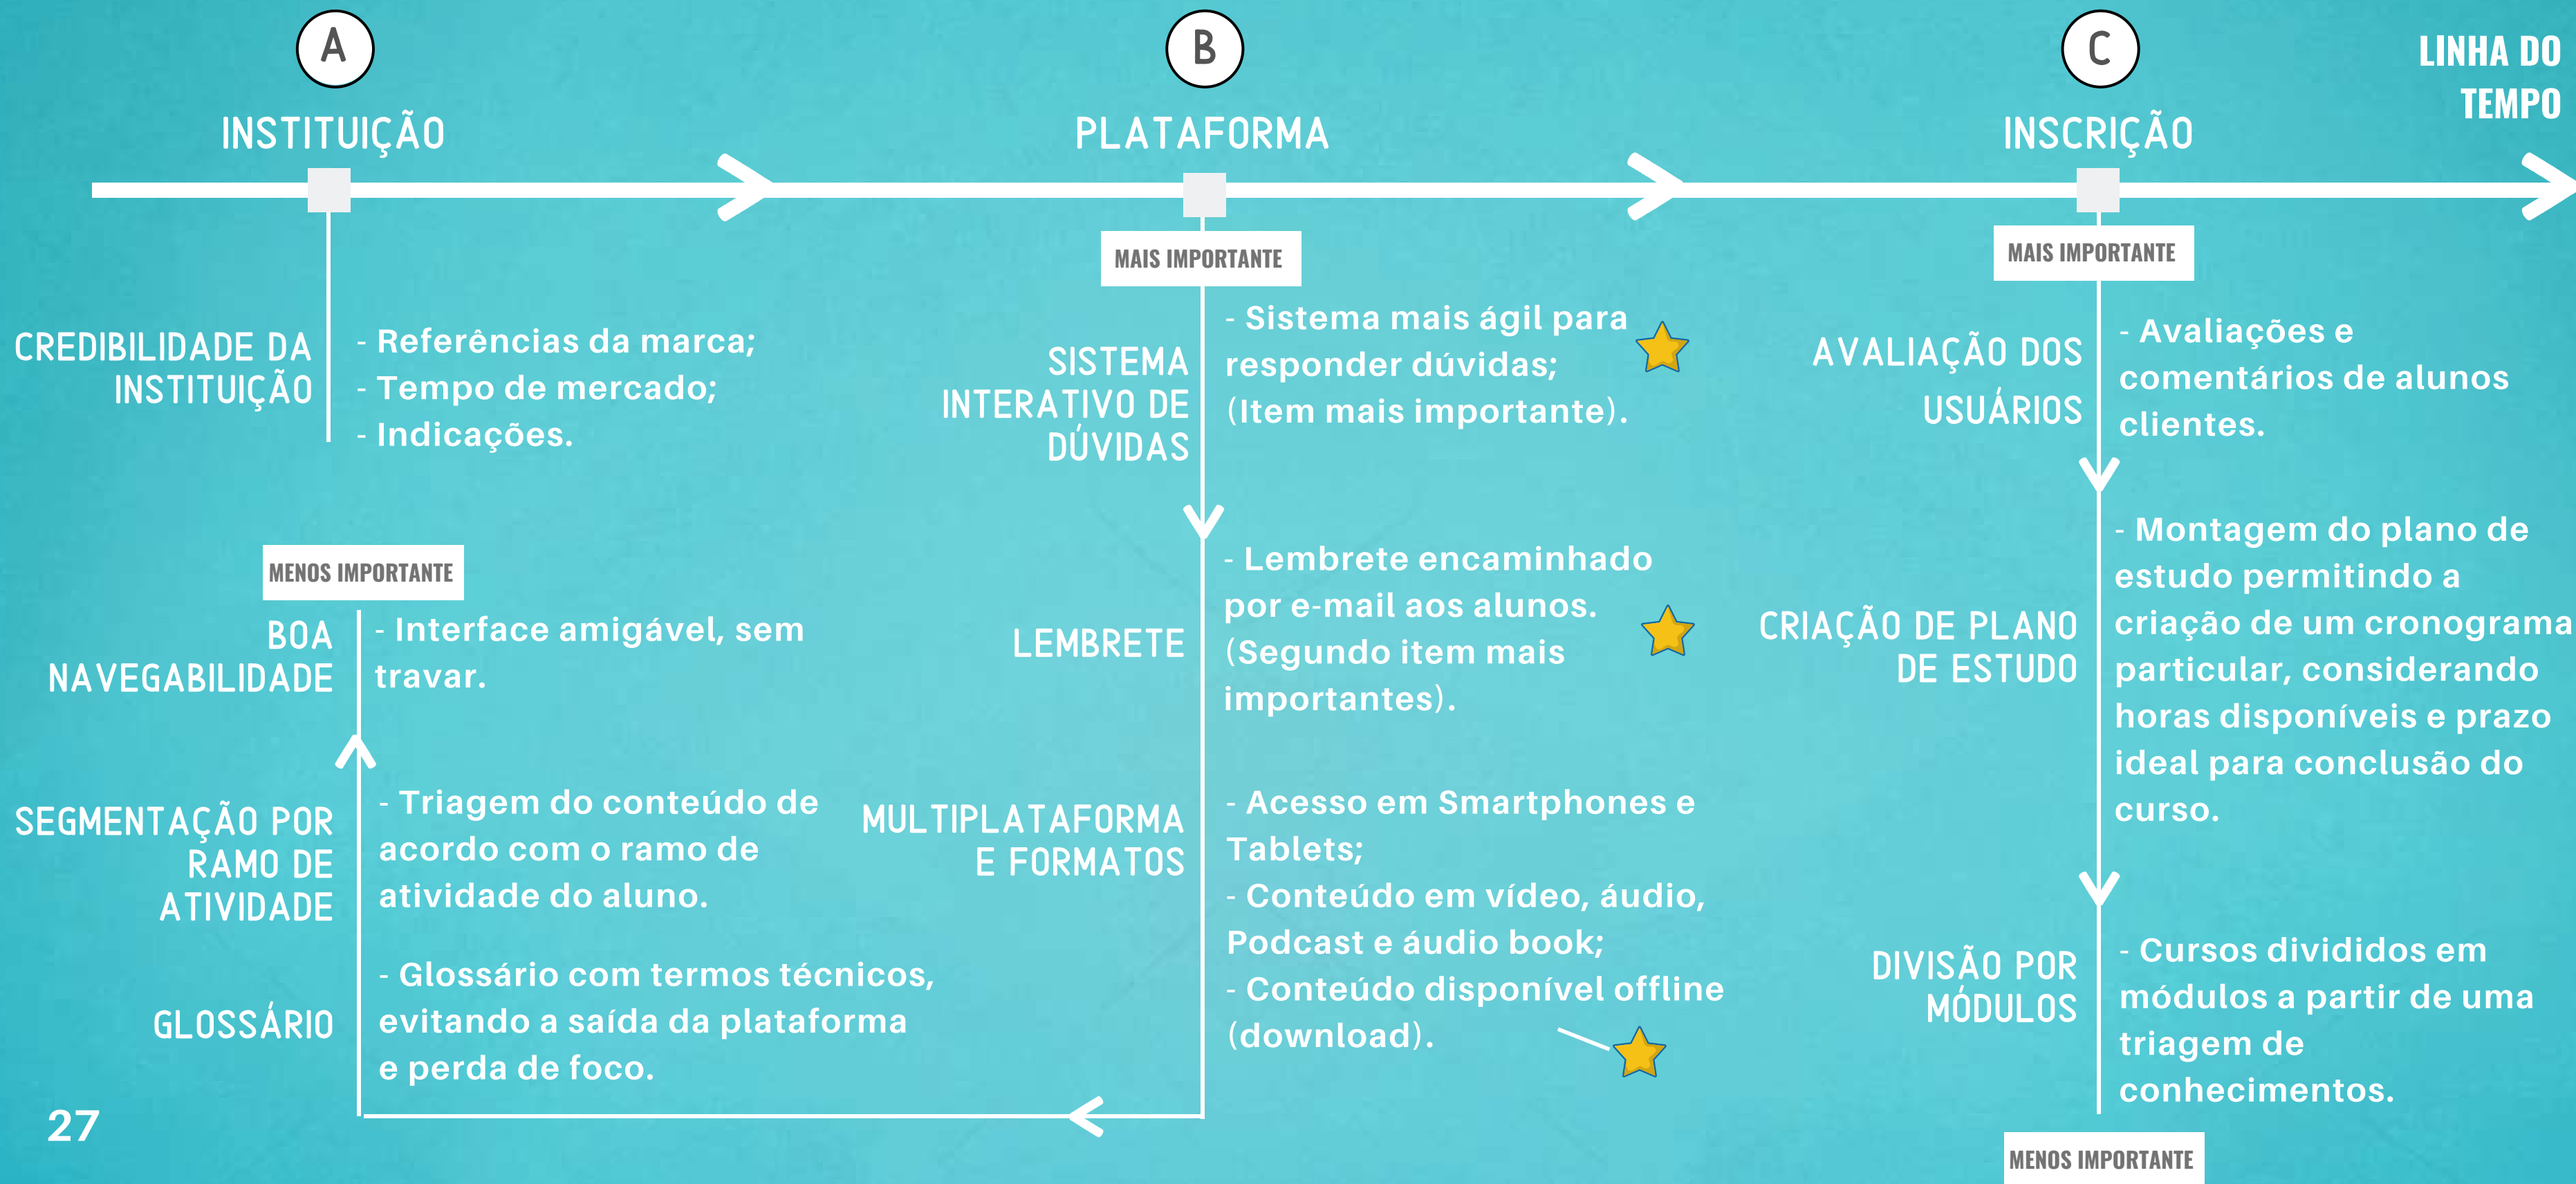 A
INSTITUIÇÃO
CREDIBILIDADE DA
INSTITUIÇÃO
- Referências da marca;
- Tempo de mercado;
- Indicações.
B
PLATAFORMA
MAIS IMPORTANTE
SISTEMA
INTERATIVO DE
DÚVIDAS
- Sistema mais ágil para
responder dúvidas;
(Item mais importante).
LEMBRETE
- Lembrete encaminhado
por e-mail aos alunos.
(Segundo item mais
importantes).
MULTIPLATAFORMA
E FORMATOS
- Acesso em Smartphones e
Tablets;
- Conteúdo em vídeo, áudio,
Podcast e áudio book;
- Conteúdo disponível offline
(download).
GLOSSÁRIO
- Glossário com termos técnicos,
evitando a saída da plataforma
e perda de foco.
SEGMENTAÇÃO POR
RAMO DE
ATIVIDADE
- Triagem do conteúdo de
acordo com o ramo de
atividade do aluno.
BOA
NAVEGABILIDADE
- Interface amigável, sem
travar.
MENOS IMPORTANTE
C
INSCRIÇÃO
MAIS IMPORTANTE
AVALIAÇÃO DOS
USUÁRIOS
- Avaliações e
comentários de alunos
clientes.
CRIAÇÃO DE PLANO
DE ESTUDO
- Montagem do plano de
estudo permitindo a
criação de um cronograma
particular, considerando
horas disponíveis e prazo
ideal para conclusão do
curso.
DIVISÃO POR
MÓDULOS
- Cursos divididos em
módulos a partir de uma
triagem de
conhecimentos.
MENOS IMPORTANTE
LINHA DO
TEMPO
27